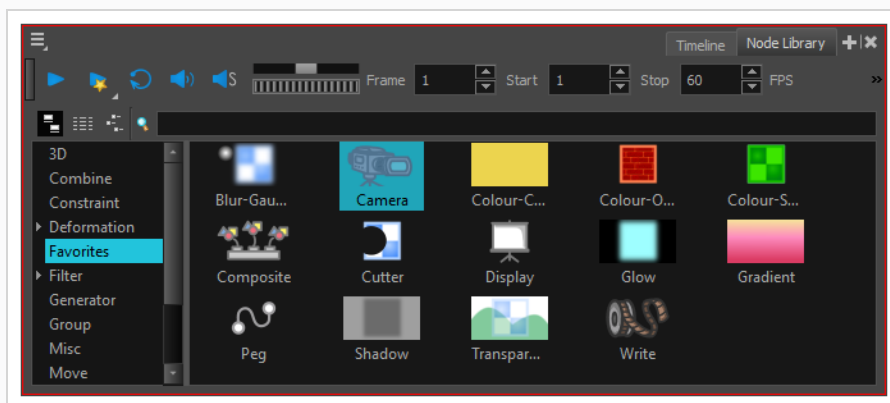 Timeline Node Library
S Frame 1 Start 1 Stop 60 FPS
3D
Combine
Constraint
Deformation
Favorites
Filter
Generator
Group
Misc
Move
Blur-Gau... Camera Colour-C... Colour-O... Colour-S...
Composite Cutter Display Glow Gradient
Peg Shadow Transpar... Write